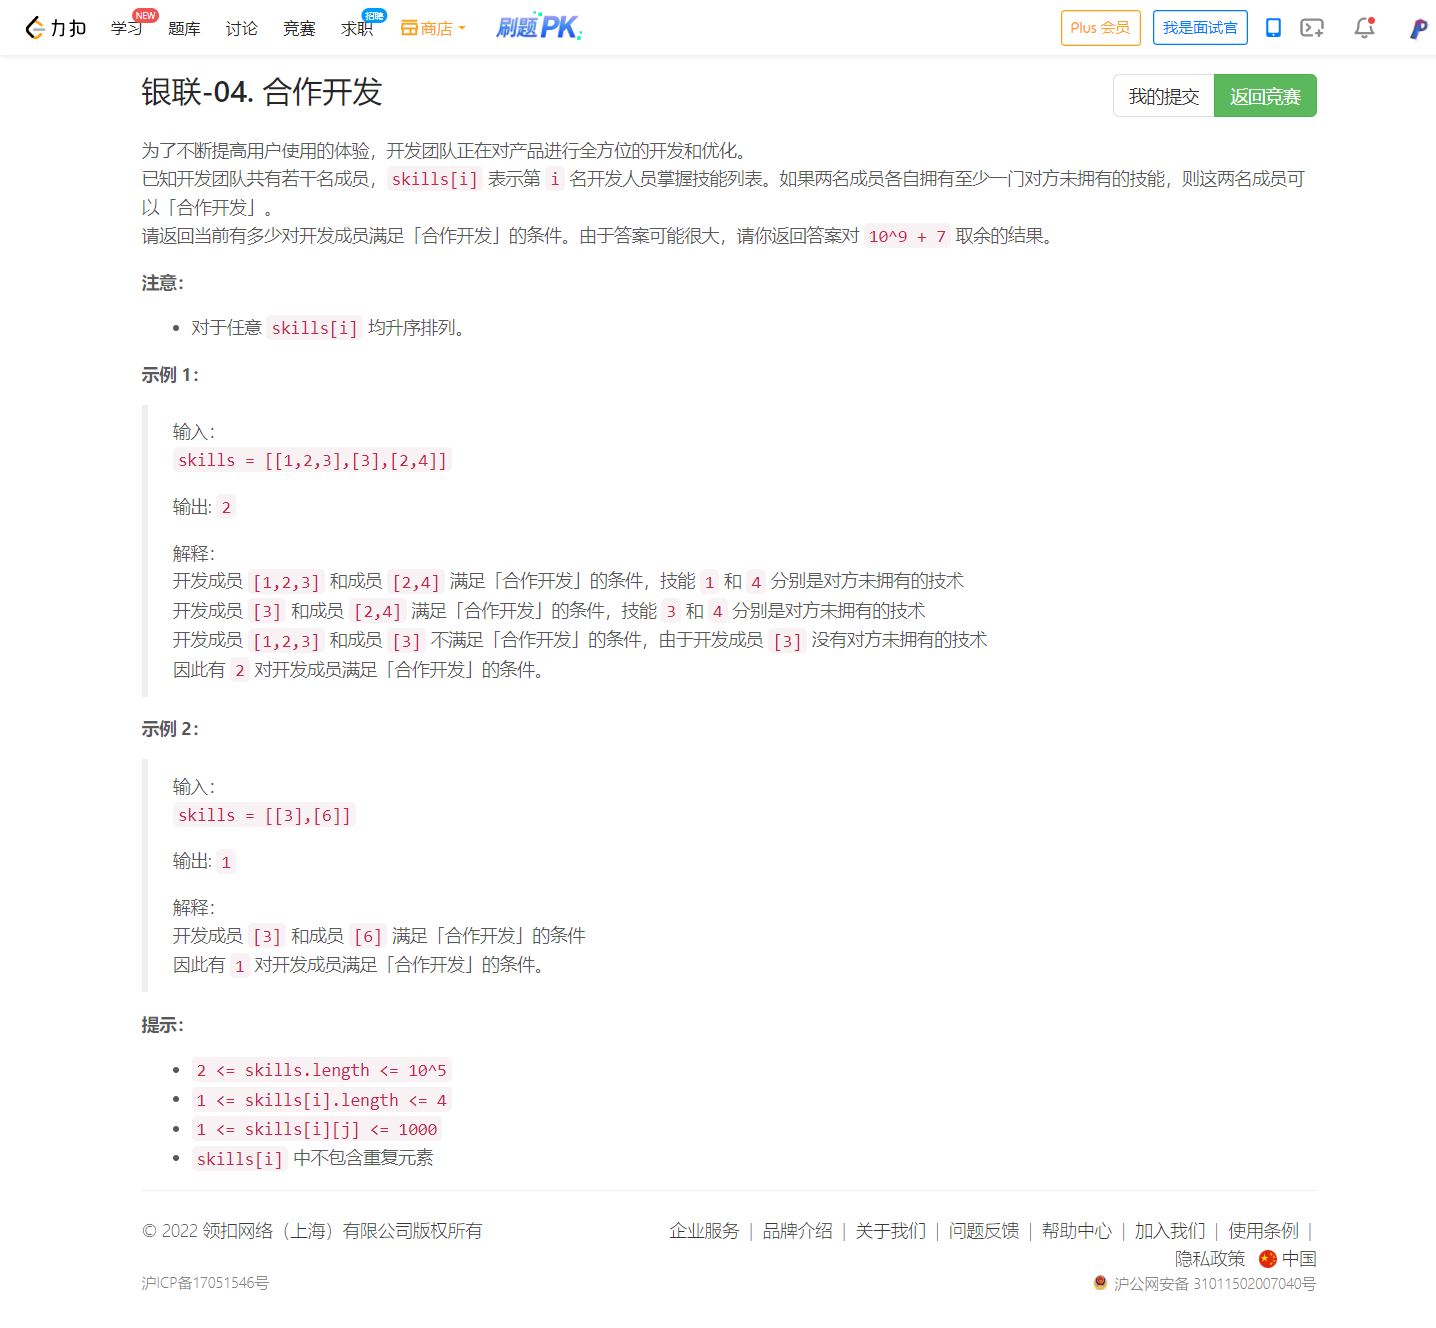 力扣 学习 NEW 题库 讨论 竞赛 求职 招聘 商店 刷题PK Plus 会员 我是面试官
银联-04. 合作开发 我的提交 返回竞赛
为了不断提高用户使用的体验，开发团队正在对产品进行全方位的开发和优化。
已知开发团队共有若干名成员，skills[i] 表示第 i 名开发人员掌握技能列表。如果两名成员各自拥有至少一门对方未拥有的技能，则这两名成员可
以「合作开发」。
请返回当前有多少对开发成员满足「合作开发」的条件。由于答案可能很大，请你返回答案对 10^9 + 7 取余的结果。
注意：
• 对于任意 skills[i] 均升序排列。
示例 1：
输入：
skills = [[1,2,3],[3],[2,4]]
输出: 2
解释：
开发成员 [1,2,3] 和成员 [2,4] 满足「合作开发」的条件，技能 1 和 4 分别是对方未拥有的技术
开发成员 [3] 和成员 [2,4] 满足「合作开发」的条件，技能 3 和 4 分别是对方未拥有的技术
开发成员 [1,2,3] 和成员 [3] 不满足「合作开发」的条件，由于开发成员 [3] 没有对方未拥有的技术
因此有 2 对开发成员满足「合作开发」的条件。
示例 2：
输入：
skills = [[3],[6]]
输出: 1
解释：
开发成员 [3] 和成员 [6] 满足「合作开发」的条件
因此有 1 对开发成员满足「合作开发」的条件。
提示：
• 2 <= skills.length <= 10^5
• 1 <= skills[i].length <= 4
• 1 <= skills[i][j] <= 1000
• skills[i] 中不包含重复元素
© 2022 领扣网络（上海）有限公司版权所有 企业服务 | 品牌介绍 | 关于我们 | 问题反馈 | 帮助中心 | 加入我们 | 使用条例 |
隐私政策 中国
沪ICP备17051546号 沪公网安备 31011502007040号